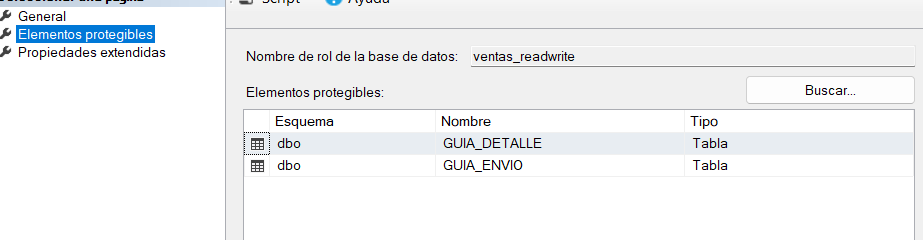 Seleccionar una página
Script Ayuda
General
Elementos protegibles
Propiedades extendidas
Nombre de rol de la base de datos: ventas_readwrite
Elementos protegibles:
Buscar...
Esquema Nombre Tipo
dbo GUIA_DETALLE Tabla
dbo GUIA_ENVIO Tabla